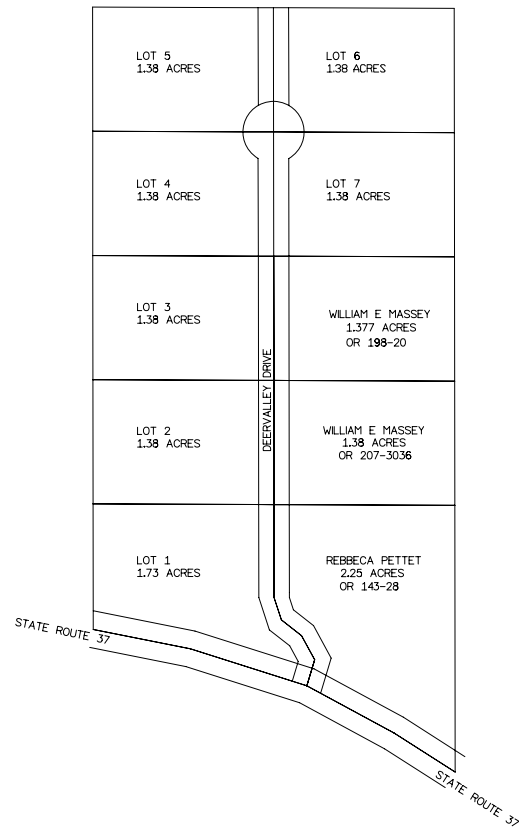 LOT 5
1.38 ACRES
LOT 6
1.38 ACRES
LOT 4
1.38 ACRES
LOT 7
1.38 ACRES
LOT 3
1.38 ACRES
WILLIAM E MASSEY
1.377 ACRES
OR 198-20
DEERVALLEY DRIVE
LOT 2
1.38 ACRES
WILLIAM E MASSEY
1.38 ACRES
OR 207-3036
LOT 1
1.73 ACRES
REBBECA PETTET
2.25 ACRES
OR 143-28
STATE ROUTE 37
STATE ROUTE 37